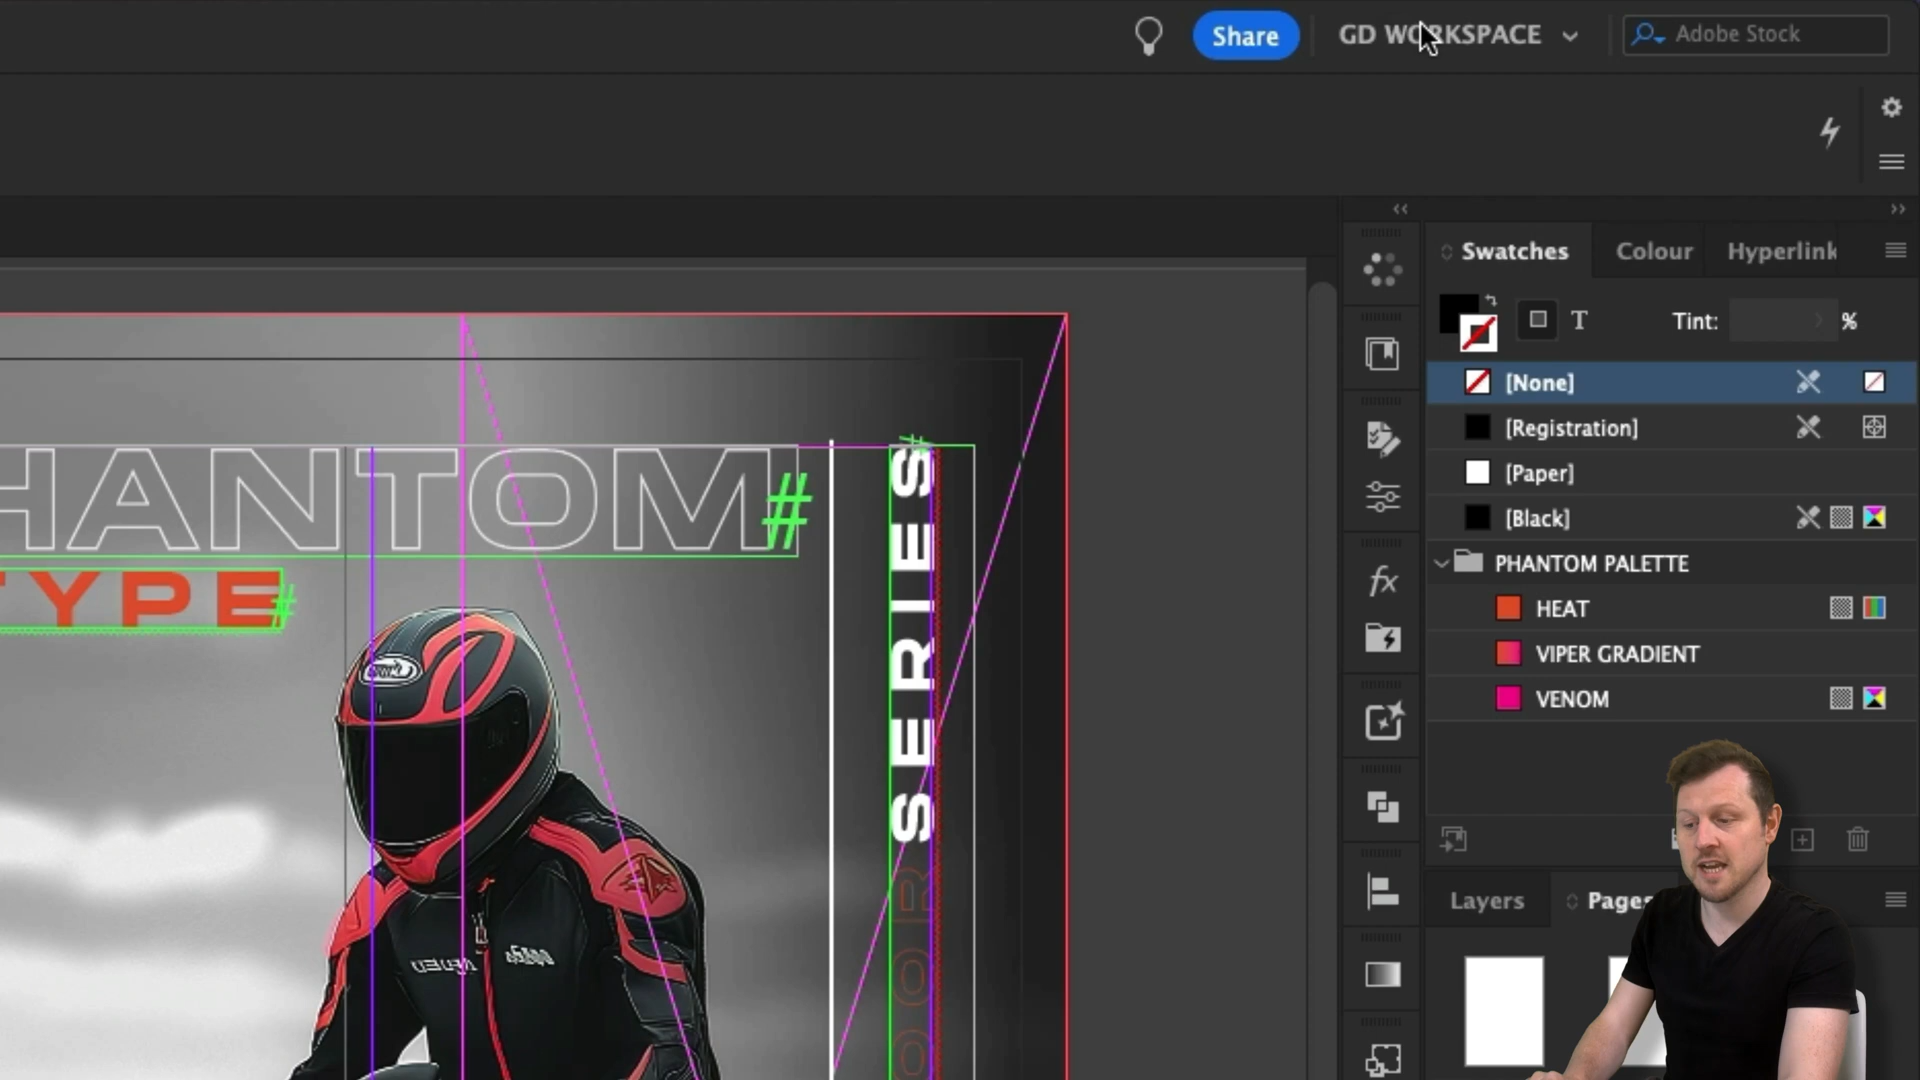 Share
GD WORKSPACE
Adobe Stock
Swatches
Colour
Hyperlink
T
Tint:
%
[None]
[Registration]
[Paper]
[Black]
PHANTOM PALETTE
HEAT
VIPER GRADIENT
VENOM
fx
Layers
Pages
HANTOM#
TYPE#
SERIES#